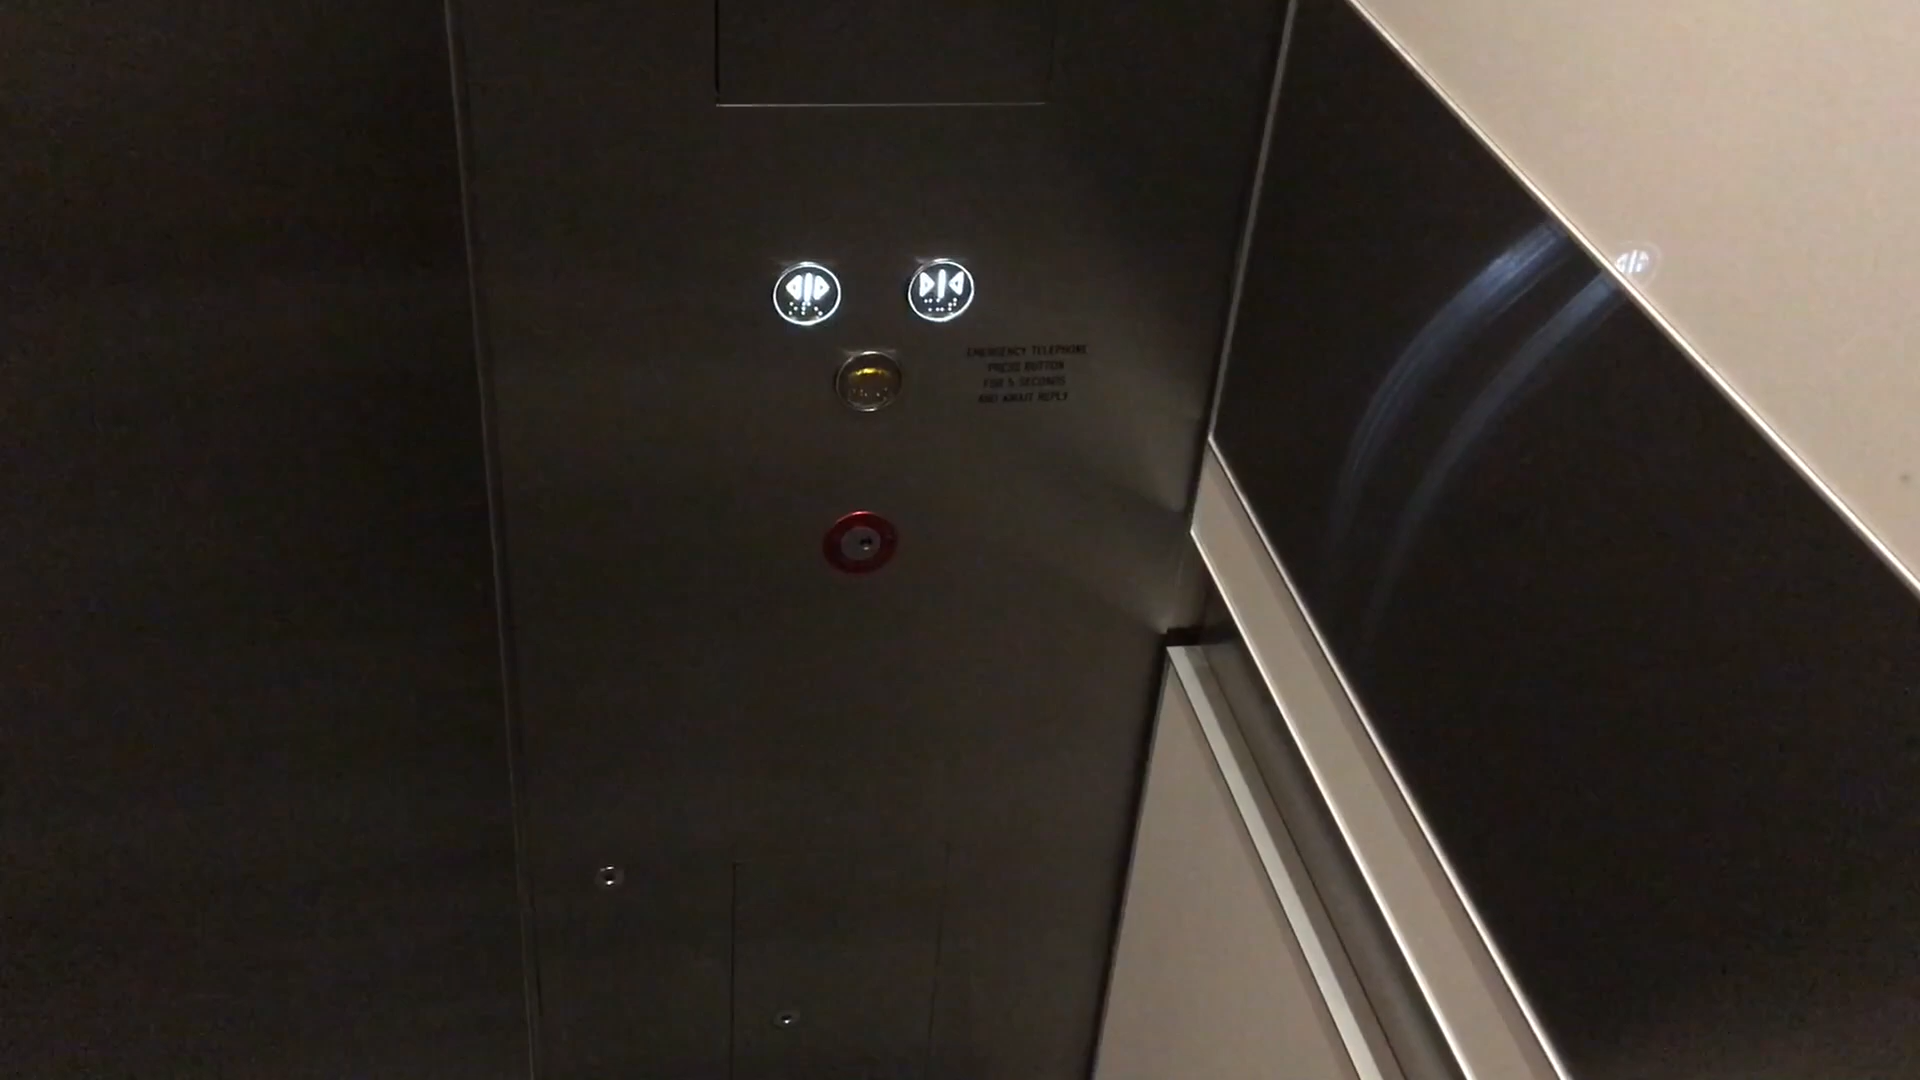 EMERGENCY TELEPHONE
PRESS BUTTON
FOR 5 SECONDS
AND AWAIT REPLY